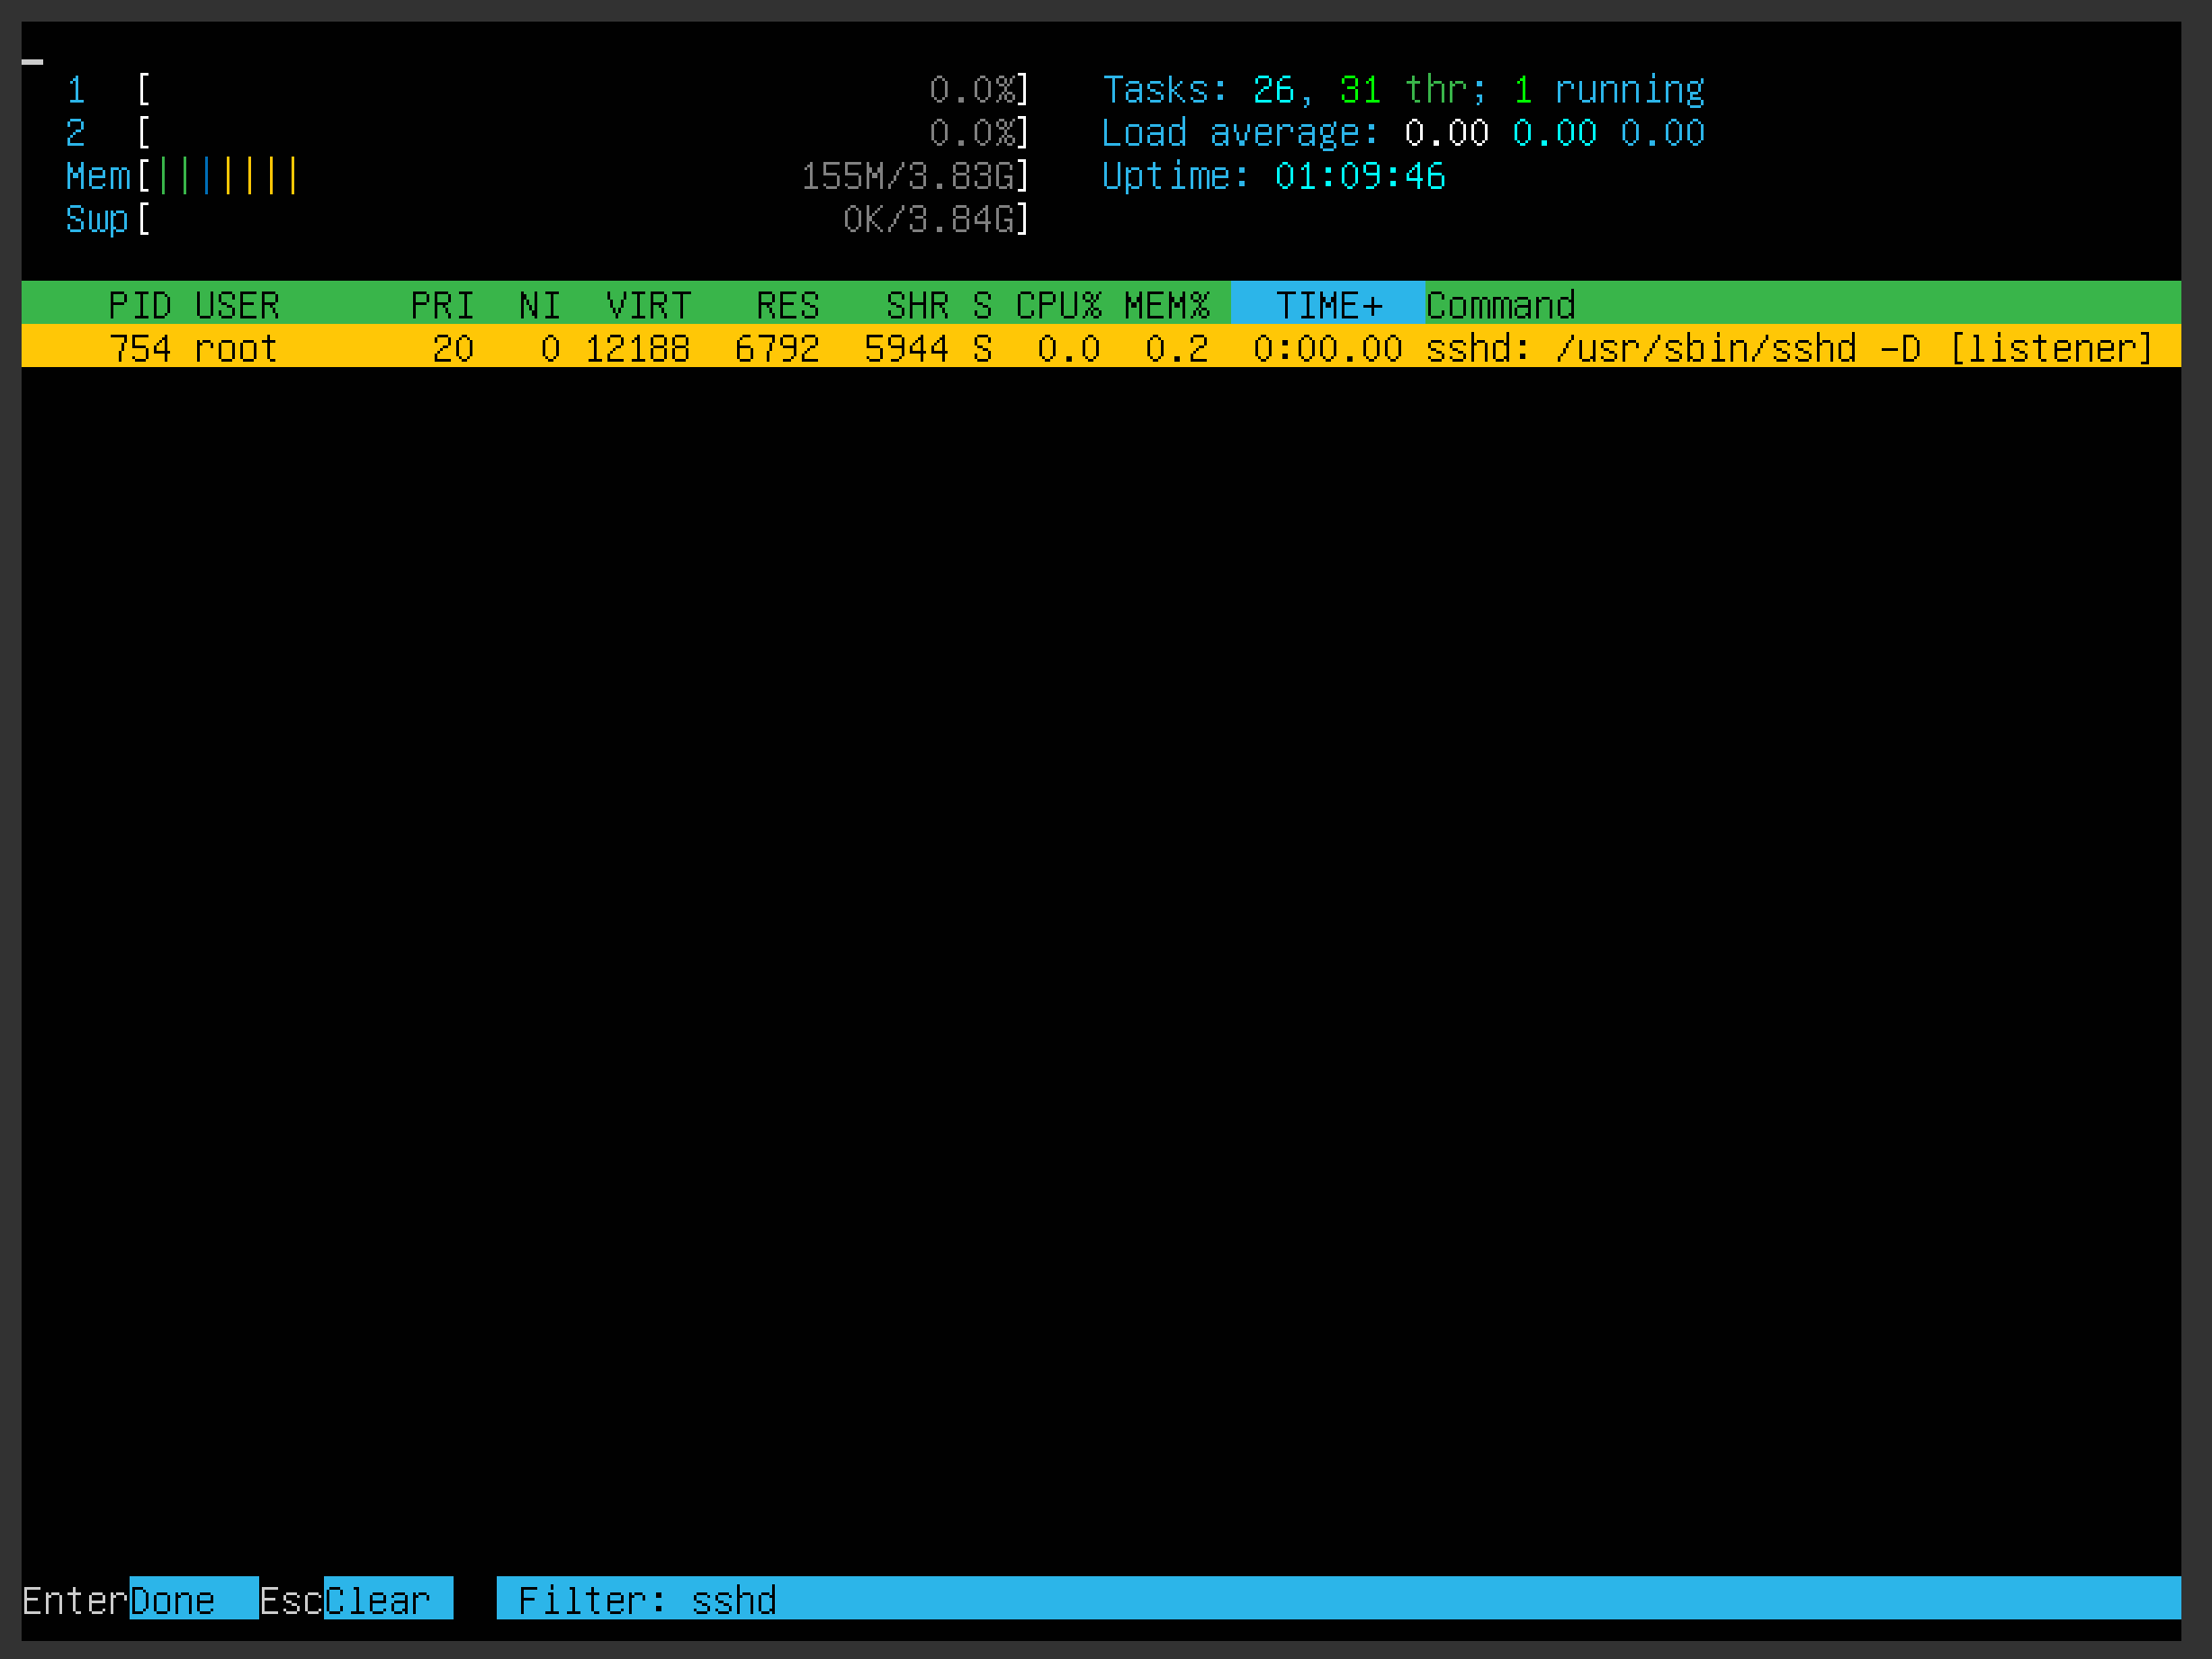 1 [ 0.0%] Tasks: 26, 31 thr; 1 running
2 [ 0.0%] Load average: 0.00 0.00 0.00
Mem[||||||| 155M/3.83G] Uptime: 01:09:46
Swp[ 0K/3.84G]
PID USER PRI NI VIRT RES SHR S CPU% MEM% TIME+ Command
754 root 20 0 12188 6792 5944 S 0.0 0.2 0:00.00 sshd: /usr/sbin/sshd -D [listener]
EnterDone EscClear Filter: sshd